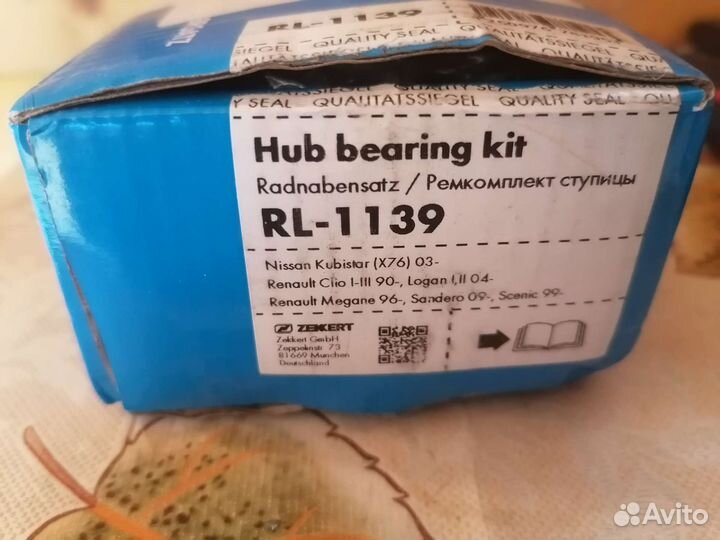 RL-1139
SIEGEL - QUALITY SEAL - QUALITÄTSSIEGEL
QUALITÄTSSIEGEL
Y SEAL QUALITÄTSSIEGEL QUALITY SEAL QU
Hub bearing kit
Radnabensatz / Ремкомплект ступицы
RL-1139
Nissan Kubistar (X76) 03-
Renault Clio I-III 90-, Logan I,II 04-
Renault Megane 96-, Sandero 09-, Scenic 99-
ZEKKERT
Zekkert GmbH
Zeppelinstr. 73
81669 München
Deutschland
Avito